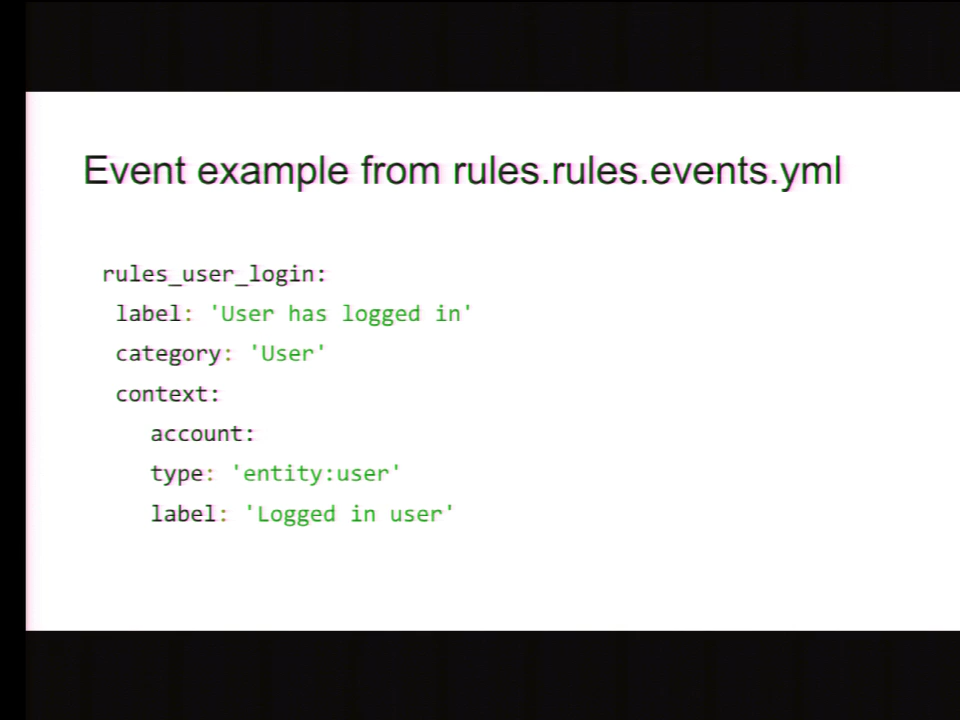 Event example from rules.rules.events.yml
rules_user_login:
label: 'User has logged in'
category: 'User'
context:
account:
type: 'entity:user'
label: 'Logged in user'